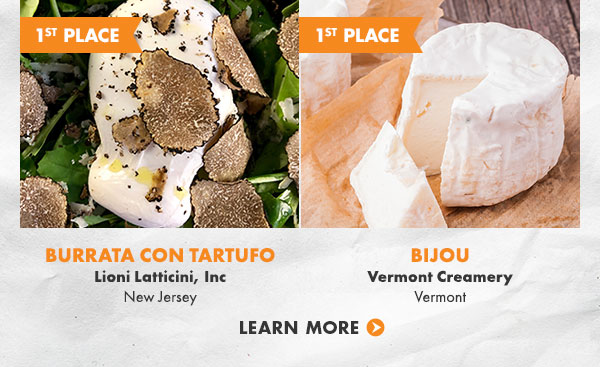 1ST PLACE
1ST PLACE
BURRATA CON TARTUFO
Lioni Latticini, Inc
New Jersey
BIJOU
Vermont Creamery
Vermont
LEARN MORE